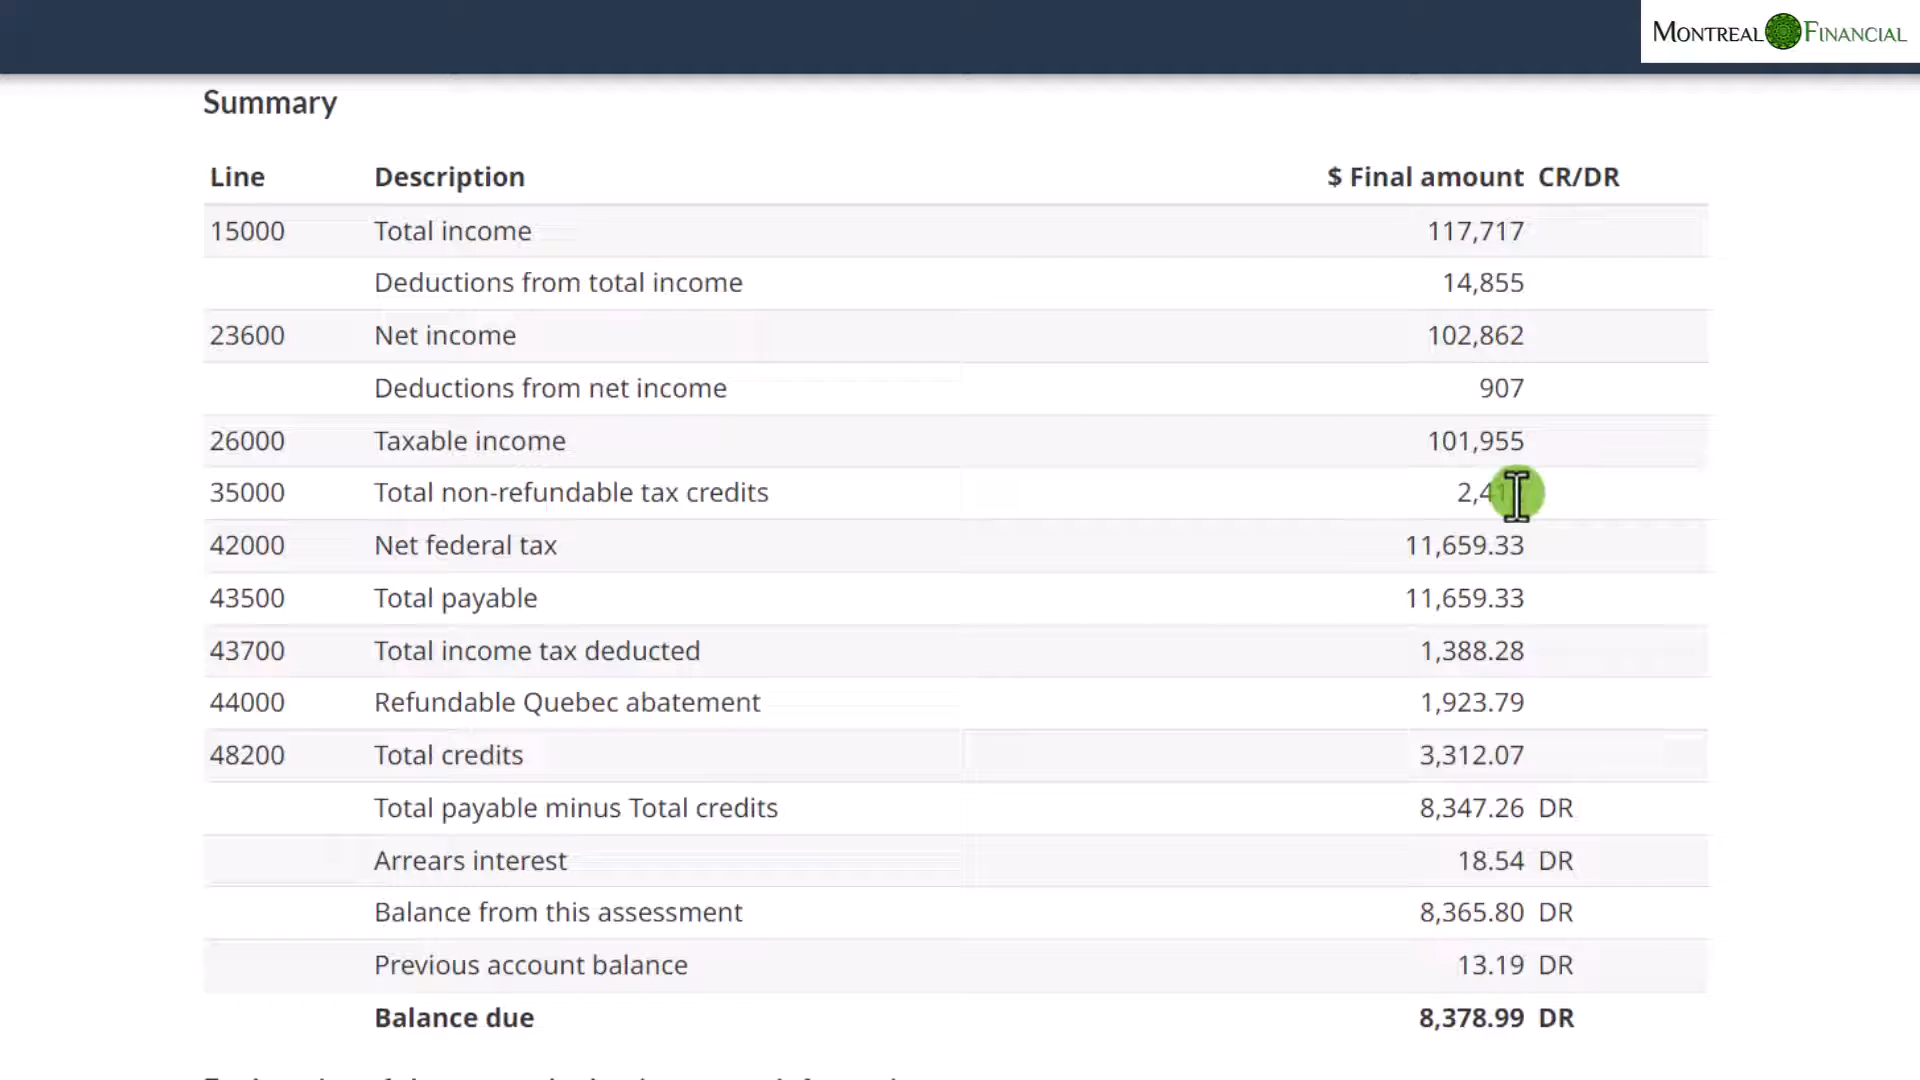 MONTREAL FINANCIAL
Summary
Line Description $ Final amount CR/DR
15000 Total income 117,717
Deductions from total income 14,855
23600 Net income 102,862
Deductions from net income 907
26000 Taxable income 101,955
35000 Total non-refundable tax credits
42000 Net federal tax 11,659.33
43500 Total payable 11,659.33
43700 Total income tax deducted 1,388.28
44000 Refundable Quebec abatement 1,923.79
48200 Total credits 3,312.07
Total payable minus Total credits 8,347.26 DR
Arrears interest 18.54 DR
Balance from this assessment 8,365.80 DR
Previous account balance 13.19 DR
Balance due 8,378.99 DR